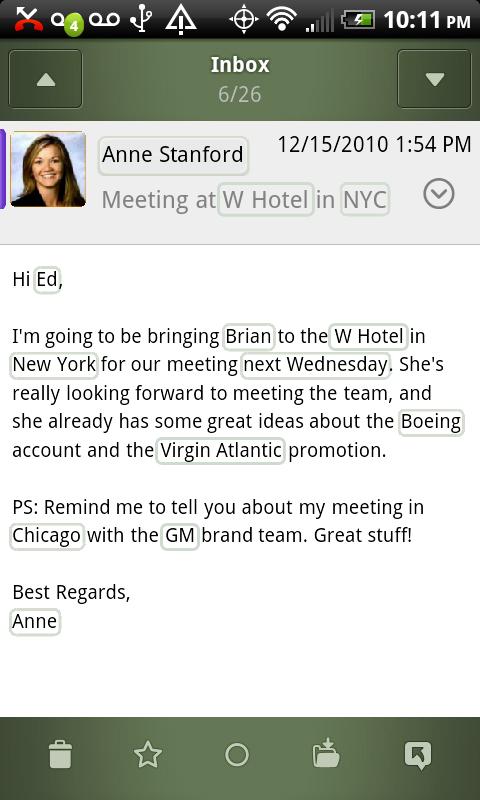 4
10:11 PM
Inbox
6/26
Anne Stanford
12/15/2010 1:54 PM
Meeting at W Hotel in NYC
Hi Ed,
I'm going to be bringing Brian to the W Hotel in
New York for our meeting next Wednesday. She's
really looking forward to meeting the team, and
she already has some great ideas about the Boeing
account and the Virgin Atlantic promotion.
PS: Remind me to tell you about my meeting in
Chicago with the GM brand team. Great stuff!
Best Regards,
Anne